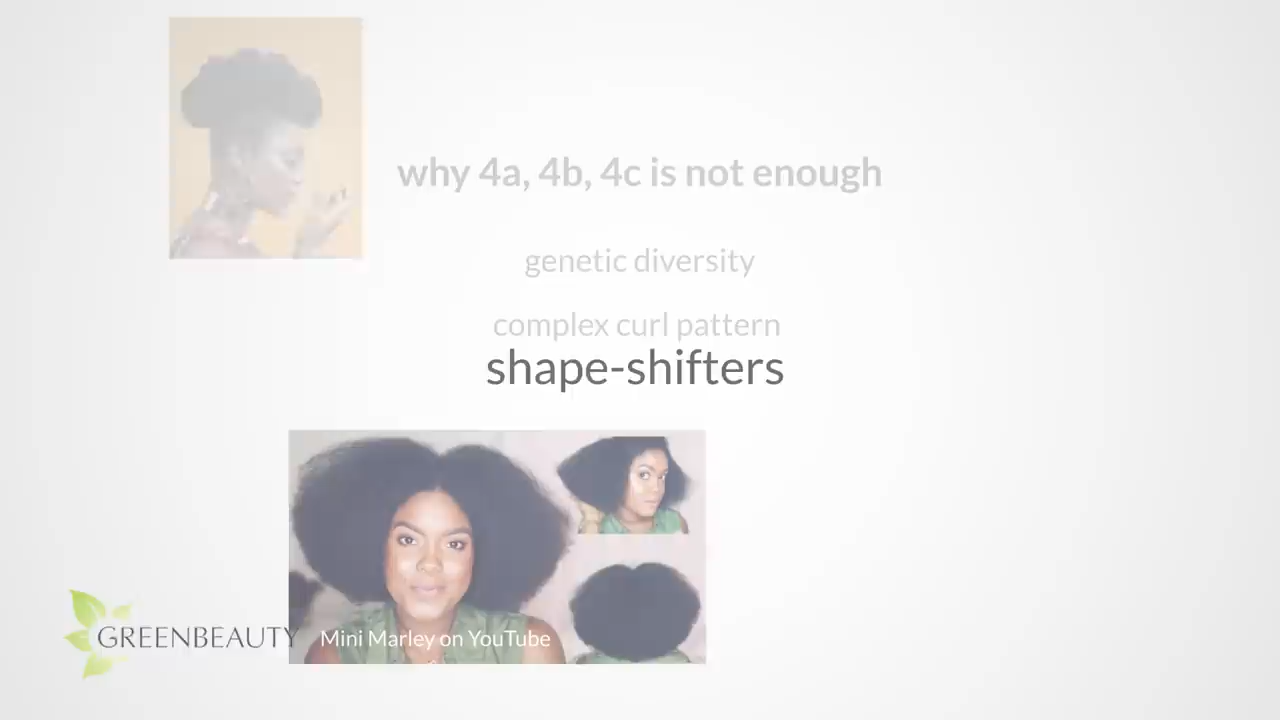 why 4a, 4b, 4c is not enough
genetic diversity
complex curl pattern
shape-shifters
GREENBEAUTY
Mini Marley on YouTube